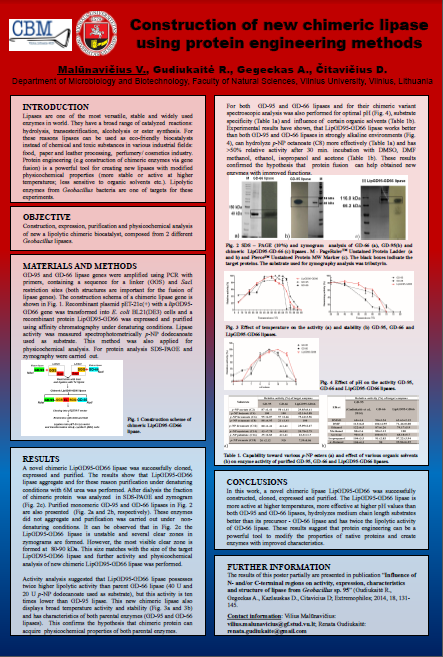 CBM
Construction of new chimeric lipase
using protein engineering methods
Malūnavičius V., Gudiukaitė R., Gegeckas A., Čitavičius D.
Department of Microbiology and Biotechnology, Faculty of Natural Sciences, Vilnius University, Vilnius, Lithuania
INTRODUCTION
Lipases are one of the most versatile, stable and widely used
enzymes in world. They have a broad range of catalyzed reactions:
hydrolysis, transesterification, alcoholysis or ester synthesis. For
these reasons lipases can be used as eco-friendly biocatalysts
instead of chemical and toxic substances in various industrial fields:
food, paper and leather processing, perfumery/ cosmetics industry.
Protein engineering (e.g construction of chimeric enzymes via gene
fusion) is a powerful tool for creating new lipases with modified
physicochemical properties (more stable or active at higher
temperatures; less sensitive to organic solvents etc.). Lipolytic
enzymes from Geobacillus bacteria are one of targets for these
experiments.
OBJECTIVE
Construction, expression, purification and physicochemical analysis
of new a lipolytic chimeric biocatalyst, composed from 2 different
Geobacillus lipases.
MATERIALS AND METHODS
GD-95 and GD-66 lipases genes were amplified using PCR with
primers, containing a sequence for a linker (GGS) and SacI
restriction sites (both structures are important for the fusion of
lipase genes). The construction schema of a chimeric lipase gene is
shown in Fig. 1. Recombinant plasmid pET-21c(+) with a lipGD95-
GD66 gene was transformed into E. coli BL21(DE3) cells and a
recombinant protein LipGD95-GD66 was expressed and purified
using affinity chromatography under denaturing conditions. Lipase
activity was measured spectrophotometrically p-NP dodecanoate
used as substrate. This method was also applied for
physicochemical analysis. For protein analysis SDS-PAGE and
zymography were carried out.
Fig. 1 Construction schema of
chimeric LipGD95-GD66
lipase.
RESULTS
A novel chimeric LipGD95-GD66 lipase was successfully cloned,
expressed and purified. The results show that LipGD95-GD66
lipase aggregate and for these reason purification under denaturing
conditions with 6M urea was performed. After dialysis the fraction
of chimeric protein was analyzed in SDS-PAGE and zymogram
(Fig. 2c). Purified monomeric GD-95 and GD-66 lipases in Fig. 2
are also presented (Fig. 2a and 2b, respectively). These enzymes
did not aggregate and purification was carried out under non-
denaturing conditions. It can be observed that in Fig. 2c the
LipGD95-GD66 lipase is unstable and several clear zones in
zymograms are formed. However, the most visible clear zone is
formed at 80-90 kDa. This size matches with the size of the target
LipGD95-GD66 lipase and further activity and physicochemical
analysis of new chimeric LipGD95-GD66 lipase was performed.
Activity analysis suggested that LipGD95-GD66 lipase possesses
twice higher lipolytic activity than parent GD-66 lipase (40 U and
20 U p-NP dodecanoate used as substrate), but this activity is ten
times lower than GD-95 lipase. This new chimeric lipase also
displays broad temperature activity and stability (Fig. 3a and 3b)
and has characteristics of both parental enzymes (GD-95 and GD-66
lipases). This confirms the hypothesis that chimeric protein can
acquire physicochemical properties of both parental enzymes.
For both GD-95 and GD-66 lipases and for their chimeric variant
spectroscopic analysis was also performed for optimal pH (Fig. 4), substrate
specificity (Table 1a) and influence of certain organic solvents (Table 1b).
Experimental results have shown, that LipGD95-GD66 lipase works better
than both GD-95 and GD-66 lipases in strongly alkaline environments (Fig.
4), can hydrolyze p-NP octanoate (C8) more effectively (Table 1a) and has
>50% relative activity after 30 min. incubation with DMSO, DMF
methanol, ethanol, isopropanol and acetone (Table 1b). These results
confirmed the hypothesis that protein fusion can help obtained new
enzymes with improved functions.
Fig. 2 SDS – PAGE (10%) and zymogram analysis of GD-66 (a), GD-95(b) and
chimeric LipGD95-GD-66 (c) lipases. M - PageRuler™ Unstained Protein Ladder (a
and b) and Pierce™ Unstained Protein MW Marker (c). The black boxes indicate the
target proteins. The substrate used for zymography analysis was tributyrin.
Fig. 3 Effect of temperature on the activity (a) and stability (b) GD-95, GD-66 and
LipGD95-GD66 lipases.
Fig. 4 Effect of pH on the activity GD-95,
GD-66 and LipGD95-GD66 lipases.
Table 1. Capability toward various p-NP esters (a) and effect of various organic solvents
(b) on enzyme activity of purified GD-95, GD-66 and LipGD95-GD66 lipases.
CONCLUSIONS
In this work, a novel chimeric lipase LipGD95-GD66 was successfully
constructed, cloned, expressed and purified. The LipGD95-GD66 lipase is
more active at higher temperatures, more effective at higher pH values than
both GD-95 and GD-66 lipases, hydrolyzes medium chain length substrates
better than its precursor - GD-66 lipase and has twice the lipolytic activity
of GD-66 lipase. These results suggest that protein engineering can be a
powerful tool to modify the properties of native proteins and create
enzymes with improved characteristics.
FURTHER INFORMATION
The results of this poster partially are presented in publication "Influence of
N- and/or C-terminal regions on activity, expression, characteristics
and structure of lipase from Geobacillus sp. 95" (Gudiukaitė R.,
Gegeckas A., Kazlauskas D., Citavicius D.; Extremophiles; 2014, 18, 131-
145.
Contact information: Vilius Malūnavičius:
vilius.malunavicius@gf.stud.vu.lt; Renata Gudiukaitė:
renata.gudiukaite@gmail.com